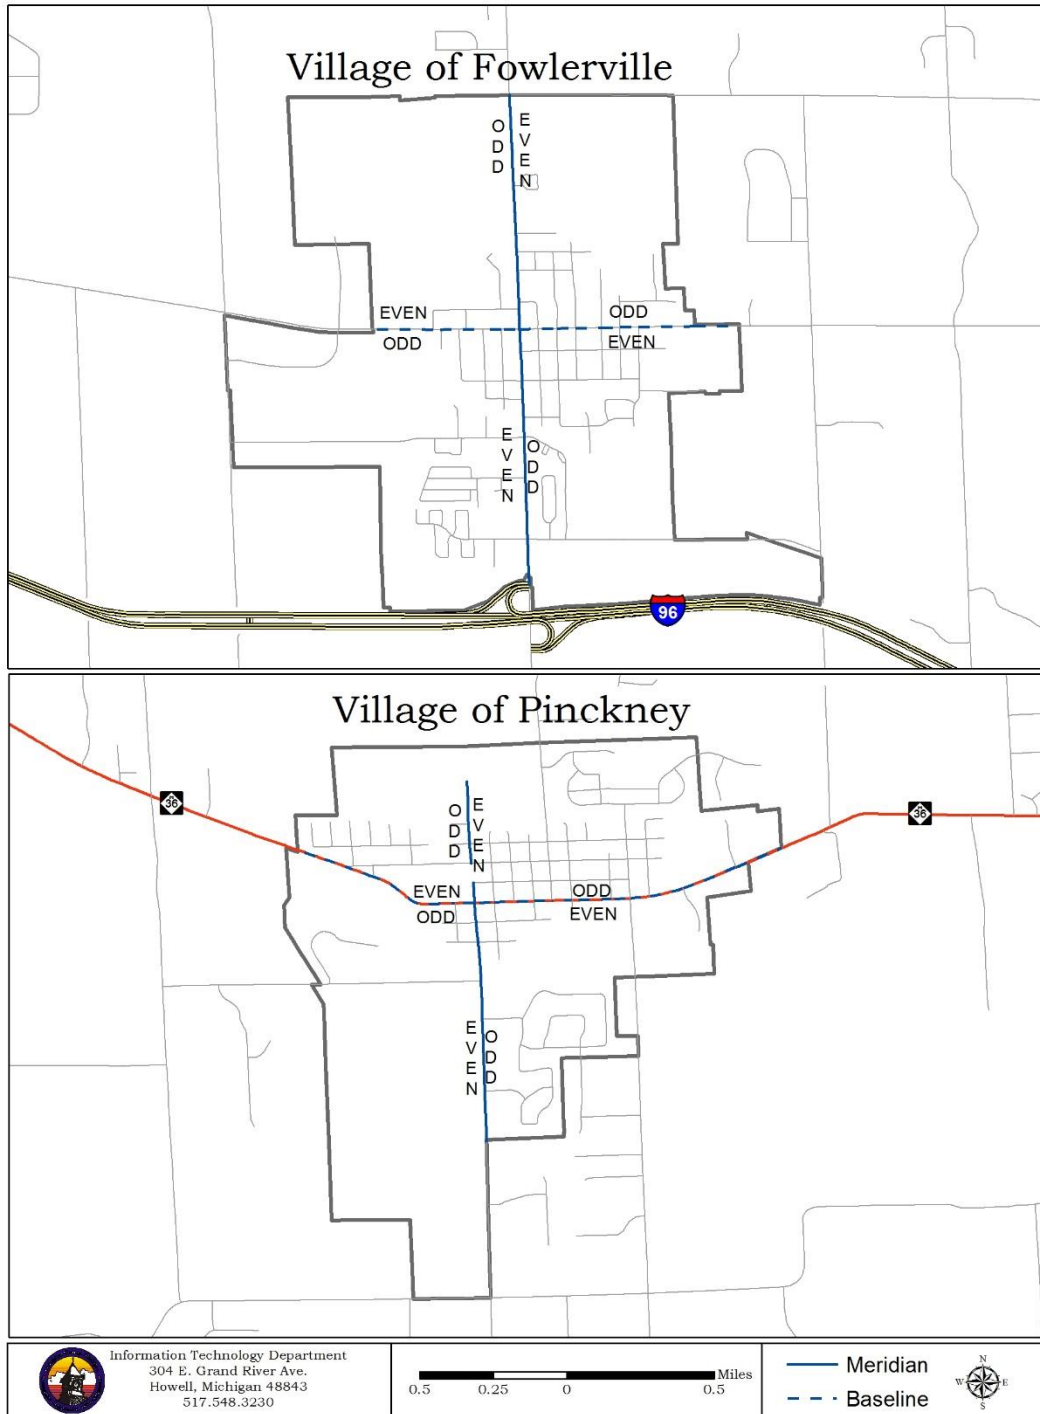 Village of Fowlerville
ODD
EVEN
EVEN
ODD
ODD
EVEN
EVEN
ODD
96
Village of Pinckney
36
36
ODD
EVEN
EVEN
ODD
ODD
EVEN
EVEN
ODD
Information Technology Department
304 E. Grand River Ave.
Howell, Michigan 48843
517.548.3230
0.5 0.25 0 0.5 Miles
Meridian
Baseline
N
W E
S